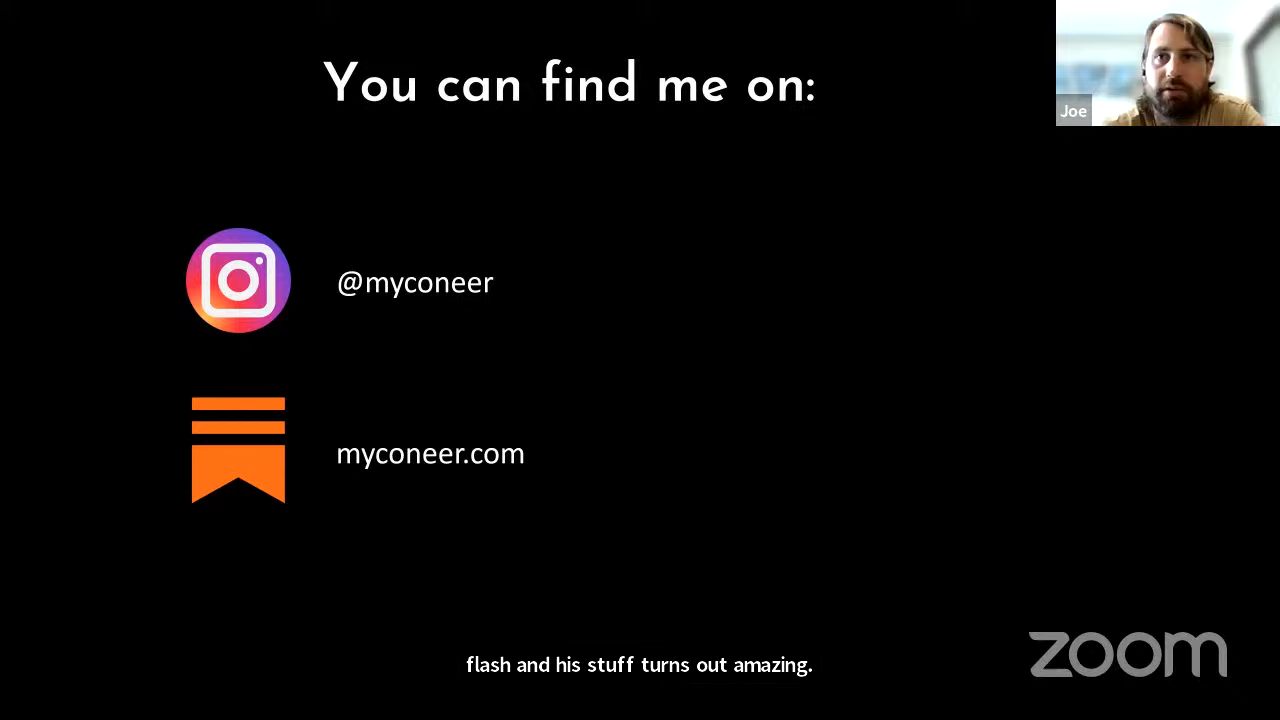 You can find me on:
Joe
@myconeer
myconeer.com
flash and his stuff turns out amazing.
zoom